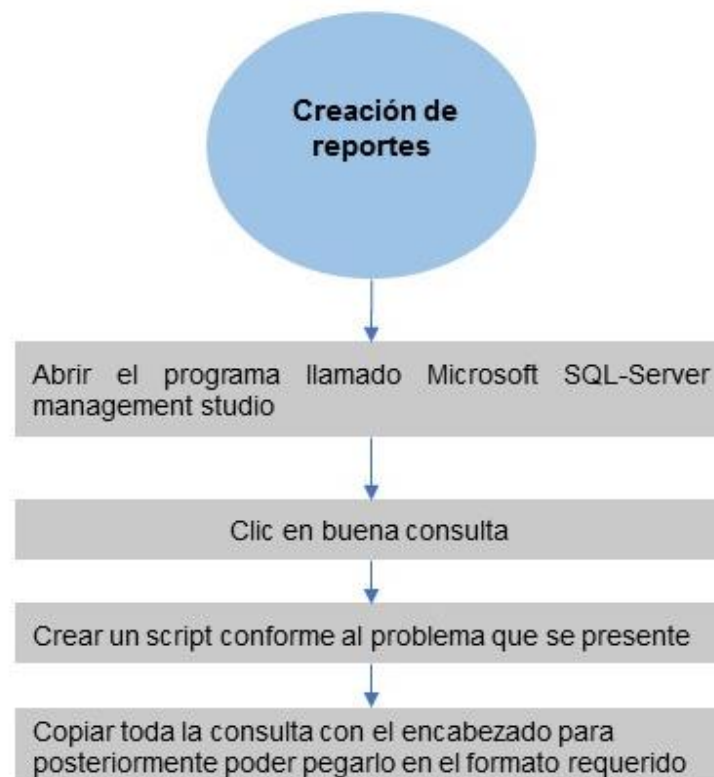 Creación de
reportes
Abrir el programa llamado Microsoft SQL-Server
management studio
Clic en buena consulta
Crear un script conforme al problema que se presente
Copiar toda la consulta con el encabezado para
posteriormente poder pegarlo en el formato requerido